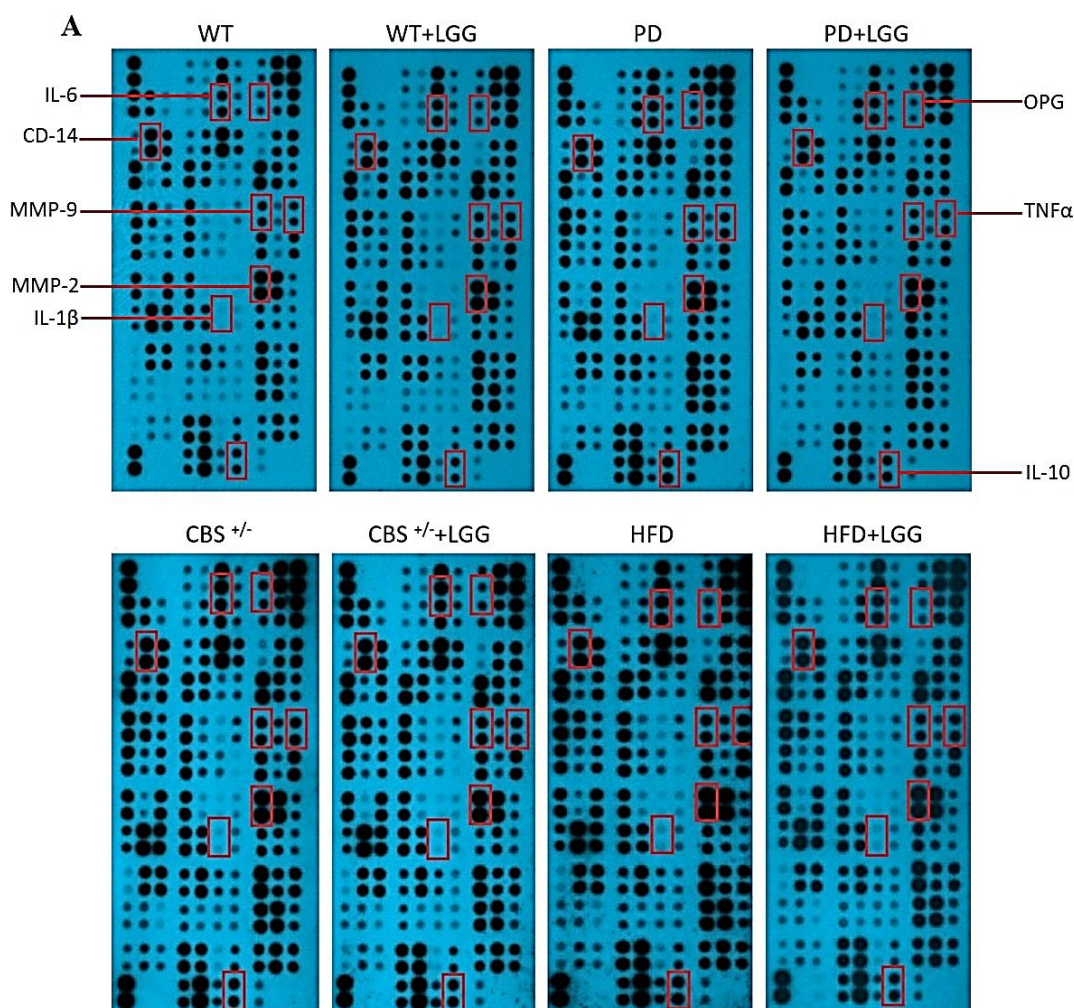 A
WT
WT+LGG
PD
PD+LGG
IL-6
OPG
CD-14
MMP-9
TNFα
MMP-2
IL-1β
IL-10
CBS +/-
CBS +/-+LGG
HFD
HFD+LGG